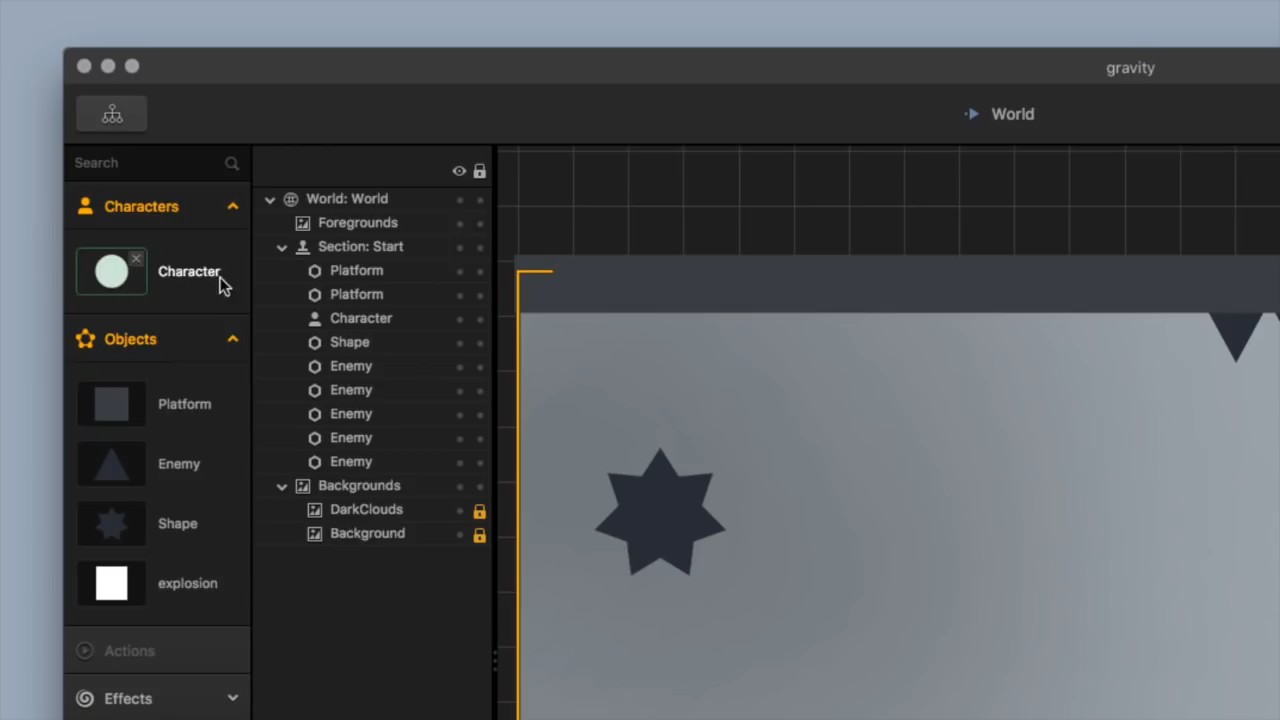 gravity
World
Search
Characters
Character
Objects
Platform
Enemy
Shape
explosion
Actions
Effects
World: World
Foregrounds
Section: Start
Platform
Platform
Character
Shape
Enemy
Enemy
Enemy
Enemy
Enemy
Backgrounds
DarkClouds
Background